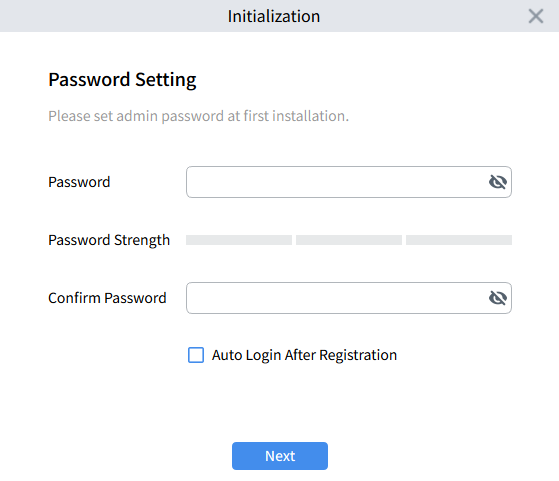 Initialization
Password Setting
Please set admin password at first installation.
Password
Password Strength
Confirm Password
Auto Login After Registration
Next